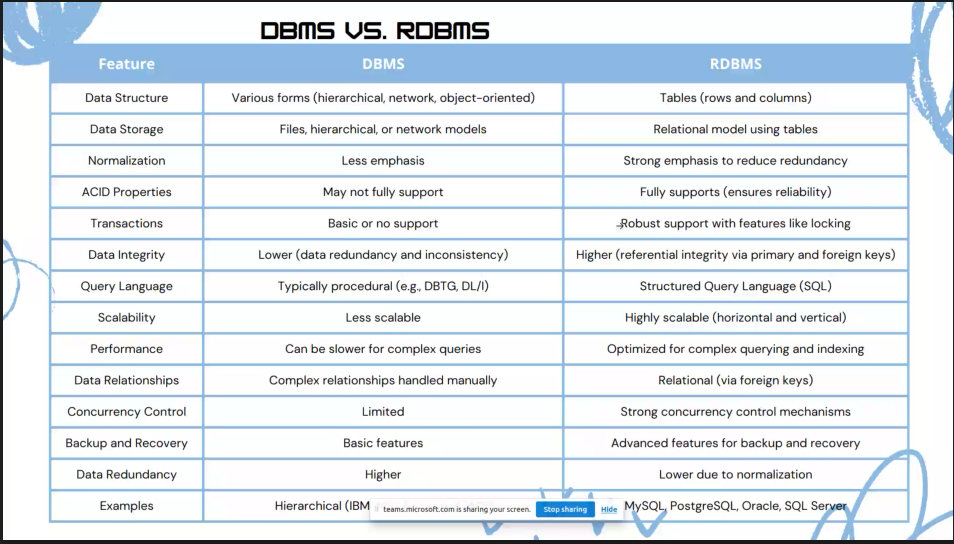 DBMS VS. RDBMS
Feature DBMS RDBMS
Data Structure Various forms (hierarchical, network, object-oriented) Tables (rows and columns)
Data Storage Files, hierarchical, or network models Relational model using tables
Normalization Less emphasis Strong emphasis to reduce redundancy
ACID Properties May not fully support Fully supports (ensures reliability)
Transactions Basic or no support Robust support with features like locking
Data Integrity Lower (data redundancy and inconsistency) Higher (referential integrity via primary and foreign keys)
Query Language Typically procedural (e.g., DBTG, DL/I) Structured Query Language (SQL)
Scalability Less scalable Highly scalable (horizontal and vertical)
Performance Can be slower for complex queries Optimized for complex querying and indexing
Data Relationships Complex relationships handled manually Relational (via foreign keys)
Concurrency Control Limited Strong concurrency control mechanisms
Backup and Recovery Basic features Advanced features for backup and recovery
Data Redundancy Higher Lower due to normalization
Examples Hierarchical (IBM MySQL, PostgreSQL, Oracle, SQL Server
teams.microsoft.com is sharing your screen. Stop sharing Hide